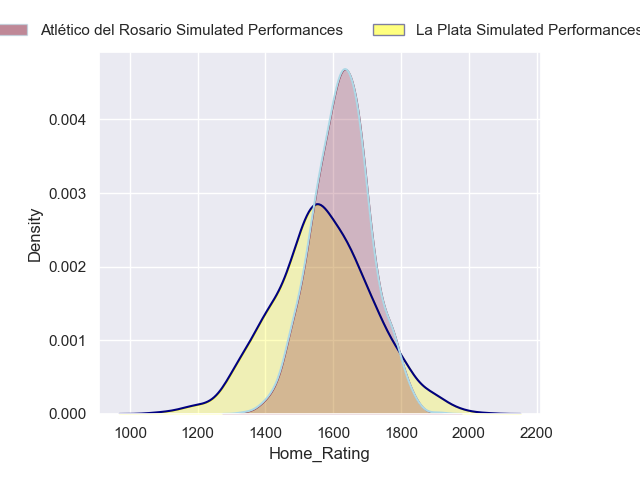 Atlético del Rosario Simulated Performances
La Plata Simulated Performances
0.004
0.003
0.002
0.001
0.000
Density
1000 1200 1400 1600 1800 2000 2200
Home_Rating